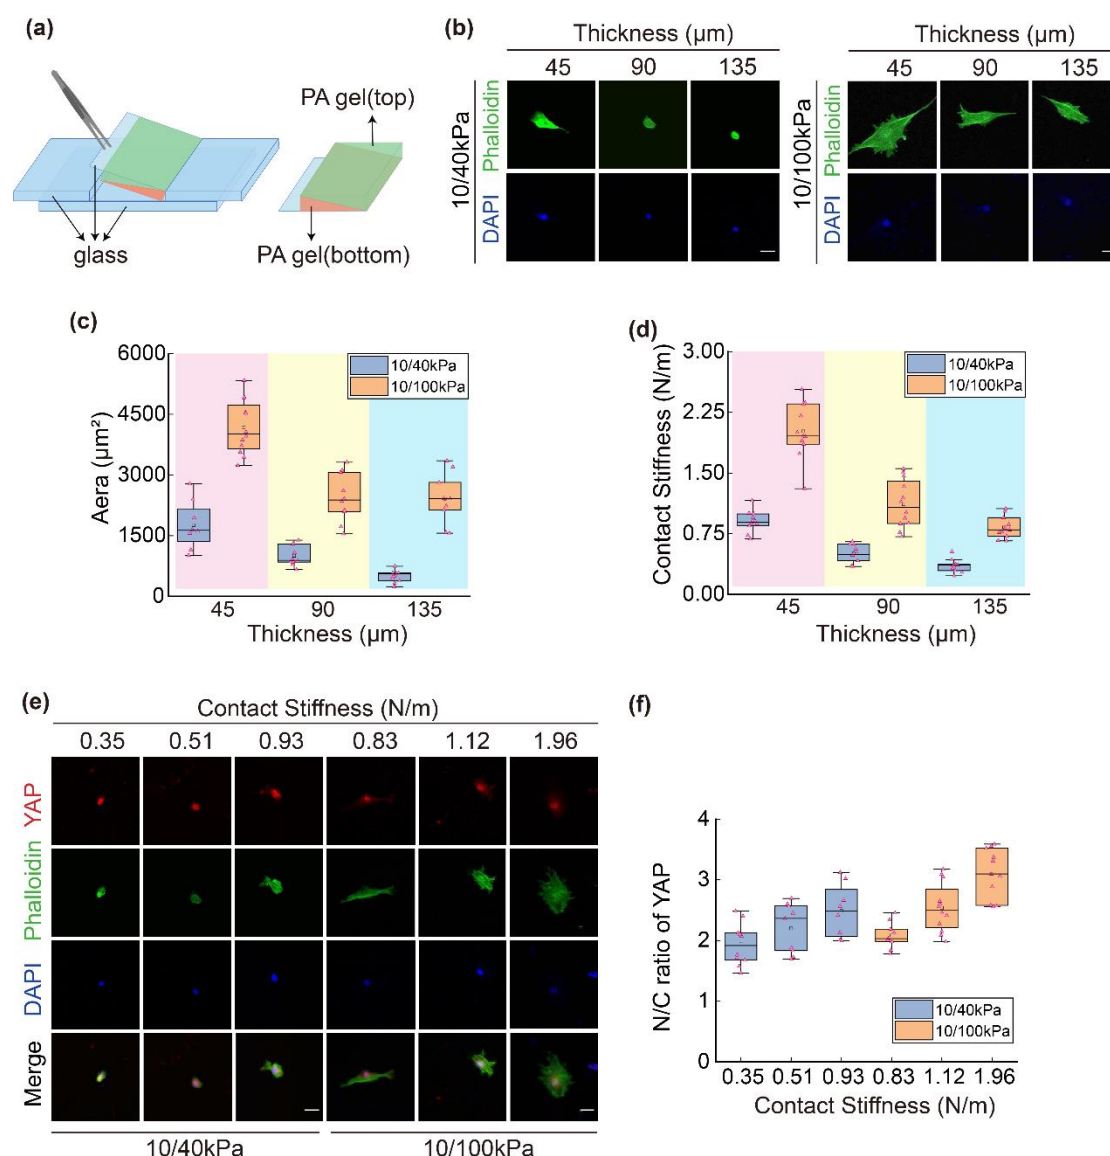 (a)
PA gel(top)
glass
PA gel(bottom)
(b)
Thickness (µm)
45 90 135
10/40kPa
Phalloidin
DAPI
Thickness (µm)
45 90 135
10/100kPa
Phalloidin
DAPI
(c)
Aera (µm²)
6000
4500
3000
1500
0
10/40kPa
10/100kPa
45 90 135
Thickness (µm)
(d)
Contact Stiffness (N/m)
3.00
2.25
1.50
0.75
0.00
10/40kPa
10/100kPa
45 90 135
Thickness (µm)
(e)
Contact Stiffness (N/m)
0.35 0.51 0.93 0.83 1.12 1.96
YAP
Phalloidin
DAPI
Merge
10/40kPa 10/100kPa
(f)
N/C ratio of YAP
4
3
2
1
0
10/40kPa
10/100kPa
0.35 0.51 0.93 0.83 1.12 1.96
Contact Stiffness (N/m)